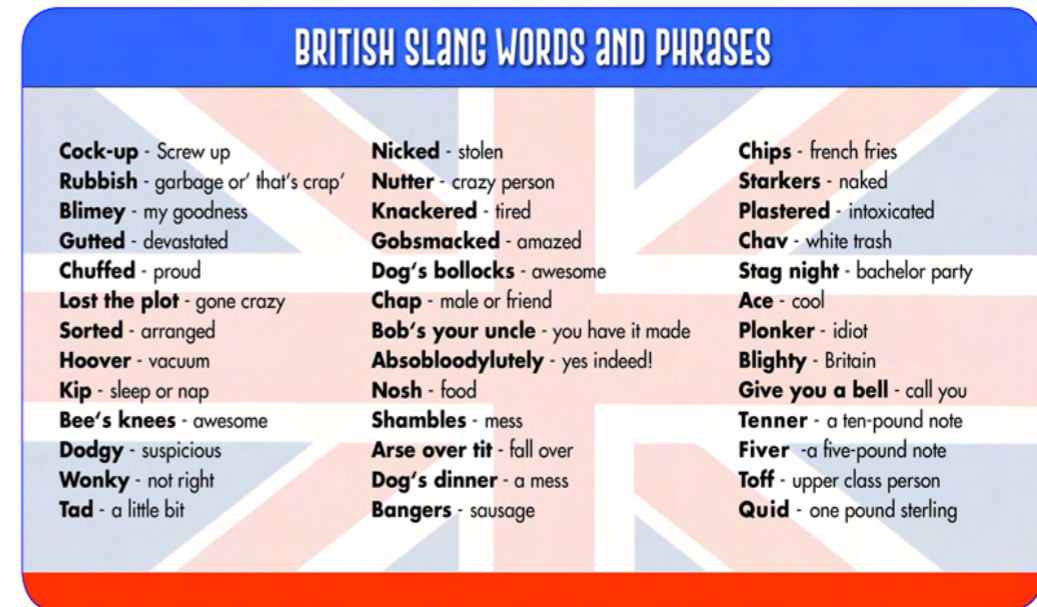 BRITISH SLANG WORDS AND PHRASES
Cock-up - Screw up
Rubbish - garbage or' that's crap'
Blimey - my goodness
Gutted - devastated
Chuffed - proud
Lost the plot - gone crazy
Sorted - arranged
Hoover - vacuum
Kip - sleep or nap
Bee's knees - awesome
Dodgy - suspicious
Wonky - not right
Tad - a little bit
Nicked - stolen
Nutter - crazy person
Knackered - tired
Gobsmacked - amazed
Dog's bollocks - awesome
Chap - male or friend
Bob's your uncle - you have it made
Absobloodylutely - yes indeed!
Nosh - food
Shambles - mess
Arse over tit - fall over
Dog's dinner - a mess
Bangers - sausage
Chips - french fries
Starkers - naked
Plastered - intoxicated
Chav - white trash
Stag night - bachelor party
Ace - cool
Plonker - idiot
Blighty - Britain
Give you a bell - call you
Tenner - a ten-pound note
Fiver -a five-pound note
Toff - upper class person
Quid - one pound sterling